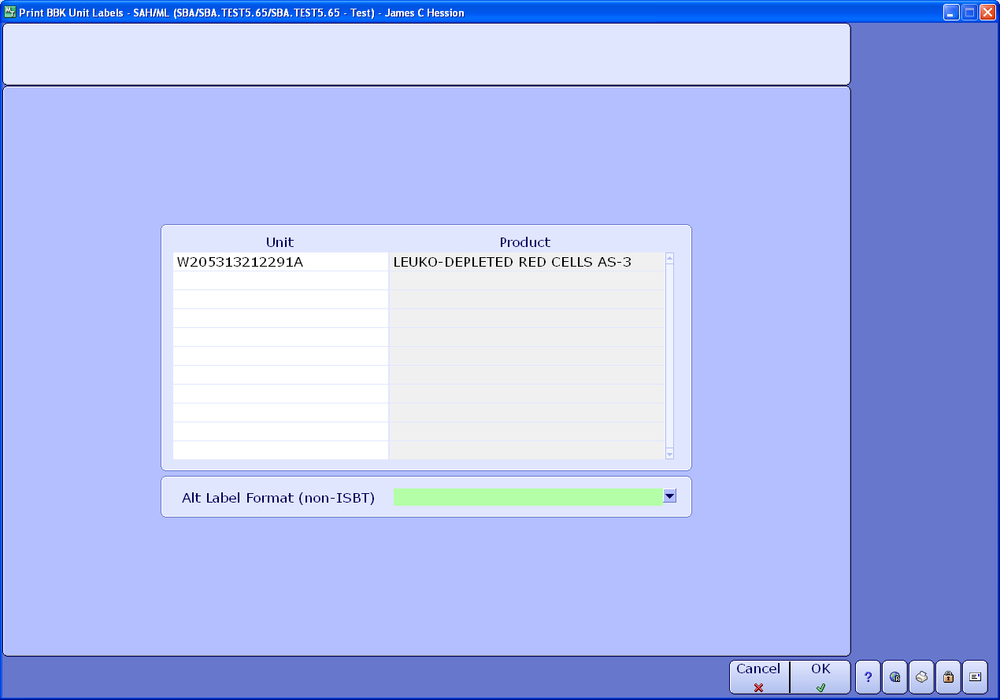 Print BBK Unit Labels - SAH/ML (SBA/SBA.TEST5.65/SBA.TEST5.65 - Test) - James C Hession
Unit Product
W205313212291A LEUKO-DEPLETED RED CELLS AS-3
Alt Label Format (non-ISBT)
Cancel OK ?